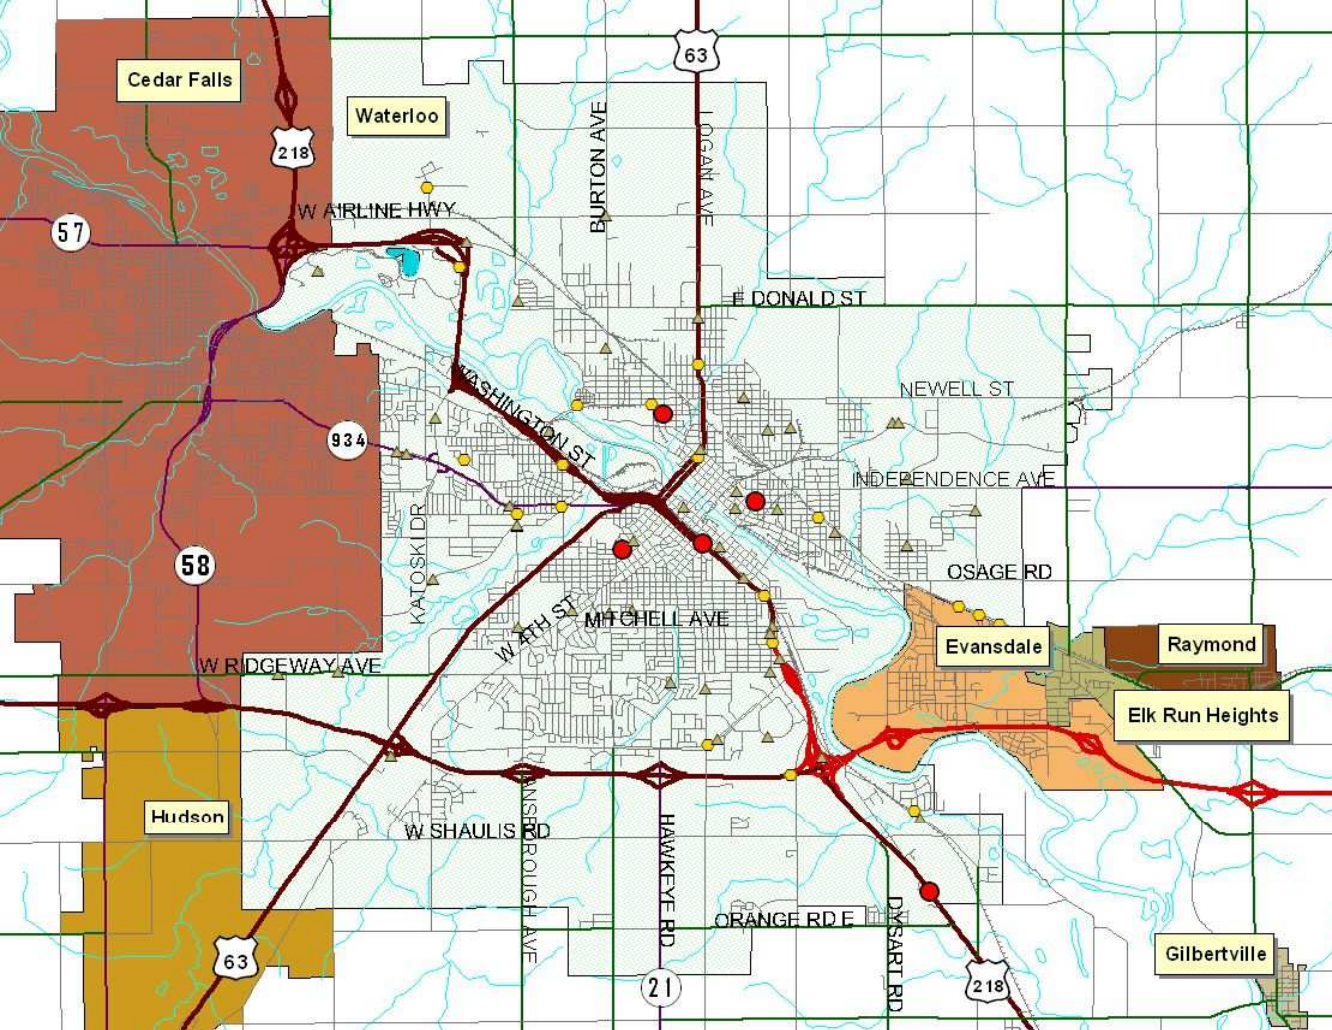 63
Cedar Falls
Waterloo
218
BURTON AVE
LOGAN AVE
W AIRLINE HWY
57
E DONALD ST
WASHINGTON ST
NEWELL ST
934
INDEPENDENCE AVE
KATOSKI DR
58
OSAGE RD
W 4TH ST
MITCHELL AVE
Evansdale
Raymond
W RIDGEWAY AVE
Elk Run Heights
Hudson
W SHAULIS RD
ANSBOROUGH AVE
HAWKEYE RD
ORANGE RD E
DYSART RD
63
Gilbertville
21
218